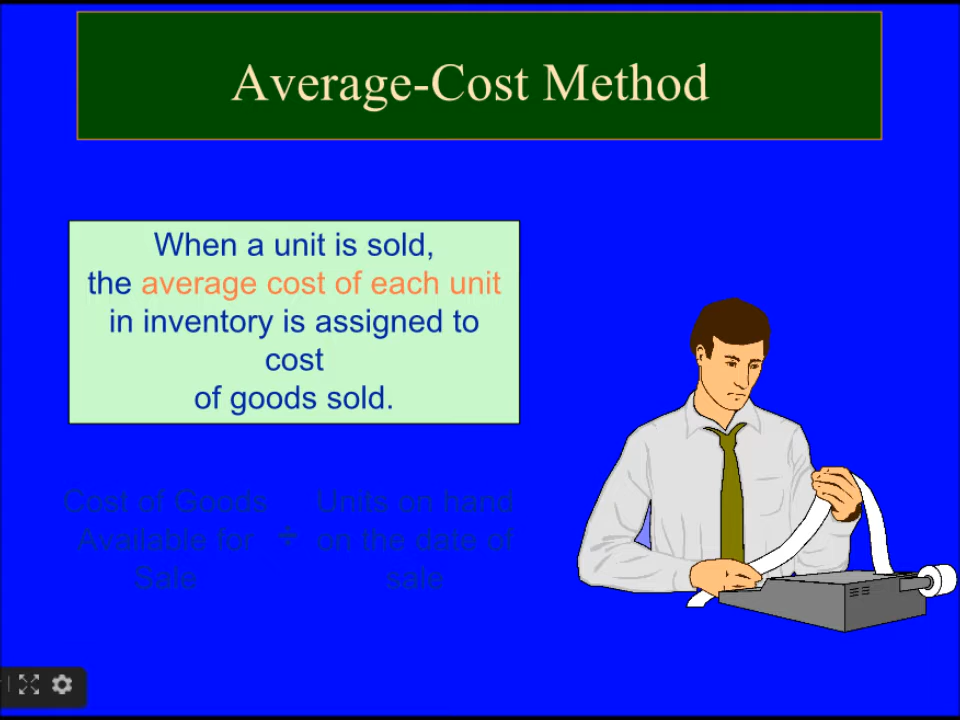 Average-Cost Method
When a unit is sold,
the average cost of each unit
in inventory is assigned to
cost
of goods sold.
Cost of Goods
Available for
Sale
÷
Units on hand
on the date of
sale